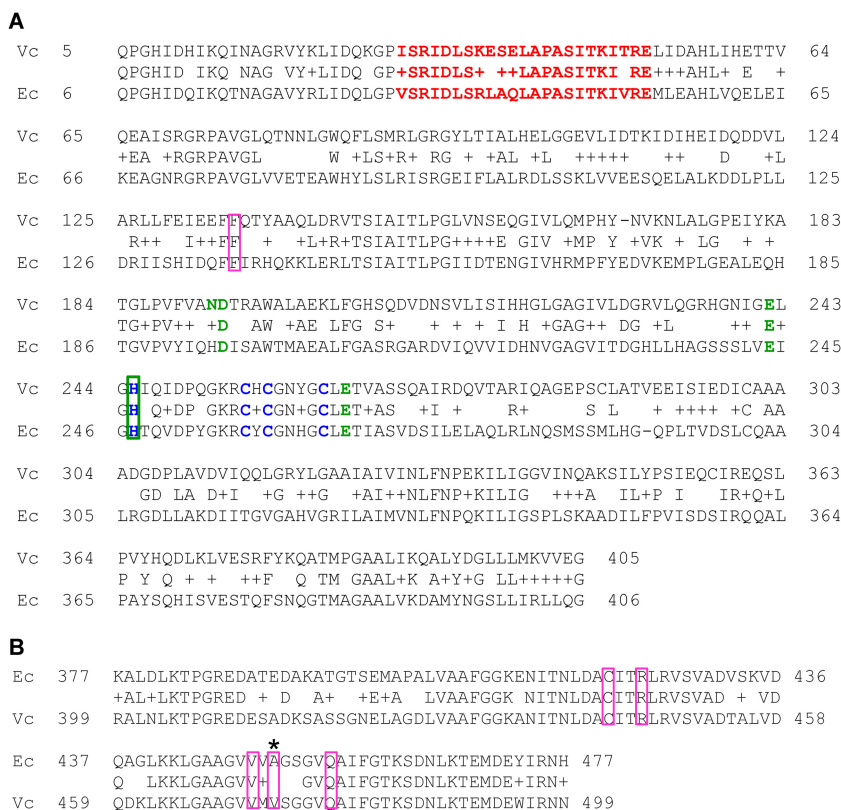 A
Vc 5 QPGHIDHIKQINAGRVYKLIDQKGPISRIDLSKESELAPASITKITRELIDAHLIHETTV 64
QPGHID IKQ NAG VY+LID QGP+SRIDLS+ ++LAPASITKI RE+++AHL+ E +
Ec 6 QPGHIDQIKQTNAGAVYRLIDQLGPVSRIDLSRLAQLAPASITKIVREMLEAHLVQELEI 65
Vc 65 QEAISRGRPAVGLQTNNLGWQFLSMRLGRGYLTIALHELGGEVLIDTKIDIHEIDQDDVL 124
+EA +RGRPAVGL W +LS+R+ RG + +AL +L +++++ ++ D +L
Ec 66 KEAGNRGRPAVGLVVETEAWHYLSLRISRGEIFLALRDLSSKLVVEESQELALKDDLPLL 125
Vc 125 ARLLFEIEEFFQTYAAQLDRVTSIAITLPGLVNSEQGIVLQMPHY-NVKNLALGPEIYKA 183
R++ I++FF + +L+R+TSIAITLPG++++E GIV +MP Y +VK + LG + +
Ec 126 DRIISHIDQFFIRHQKKLERLTSIAITLPGIIDTENGIVHRMPFYEDVKEMPLGEALEQH 185
Vc 184 TGLPVFVANDTRAWALAEKLFGHSQDVDNSVLISIHHGLGAGIVLDGRVLQGRHGNIGEL 243
TG+PV++ + D AW +AE LFG S+ + + + I H +GAG++ DG +L ++ E+
Ec 186 TGVPVYIQHDISAWTMAEALFGASRGARDVIQVVIDHNVGAGVITDGHLLHAGSSSLVEI 245
Vc 244 GHIQIDPQGKRCHCGNYGCLETVASSQAIRDQVTARIQAGEPSCLATVEEISIEDICAAA 303
GH Q+DP GKRC+CGN+GCLET+AS +I + R+ S L + ++++ +C AA
Ec 246 GHTQVDPYGKRCYCGNHGCLETIASVDSILELAQLRLNQSMSSMLHG-QPLTVDSLCQAA 304
Vc 304 ADGDPLAVDVIQQLGRYLGAAIAIVINLFNPEKILIGGVINQAKSILYPSIEQCIREQSL 363
GD LA D+I +G ++G +AI++NLFNP+KILIG +++A IL+P I IR+Q+L
Ec 305 LRGDLLAKDIITGVGAHVGRILAIMVNLFNPQKILIGSPLSKAADILFPVISDSIRQQAL 364
Vc 364 PVYHQDLKLVESRFYKQATMPGAALIKQALYDGLLLMKVVEG 405
P Y Q + + ++F Q TM GAAL+K A+Y+G LL+++++G
Ec 365 PAYSQHISVESTQFSNQGTMAGAALVKDAMYNGSLLIRLLQG 406
B
Ec 377 KALDLKTPGREDATEDAKATGTSEMAPALVAAFGGKENITNLDACITRLRVSVADVSKVD 436
+AL+LKTPGRED + D A+ +E+A LVAAFGGK NITNLDACITRLRVSVAD + VD
Vc 399 RALNLKTPGREDESADKSASSGNELAGDLVAAFGGKANITNLDACITRLRVSVADTALVD 458
*
Ec 437 QAGLKKLGAAGVVVAGSGVQAIFGTKSDNLKTEMDEYIRNH 477
Q LKKLGAAGVV+ GVQAIFGTKSDNLKTEMDE+IRN+
Vc 459 QDKLKKLGAAGVVMVSGGVQAIFGTKSDNLKTEMDEWIRNN 499